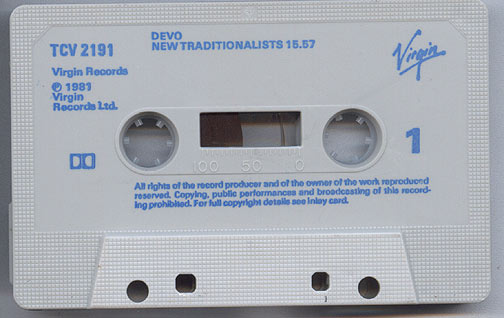 TCV 2191
DEVO
NEW TRADITIONALISTS 15.57
Virgin
Virgin Records
℗ 1981
Virgin
Records Ltd.
1
100 50 0
All rights of the record producer and of the owner of the work reproduced
reserved. Copying, public performances and broadcasting of this record-
ing prohibited. For full copyright details see inlay card.